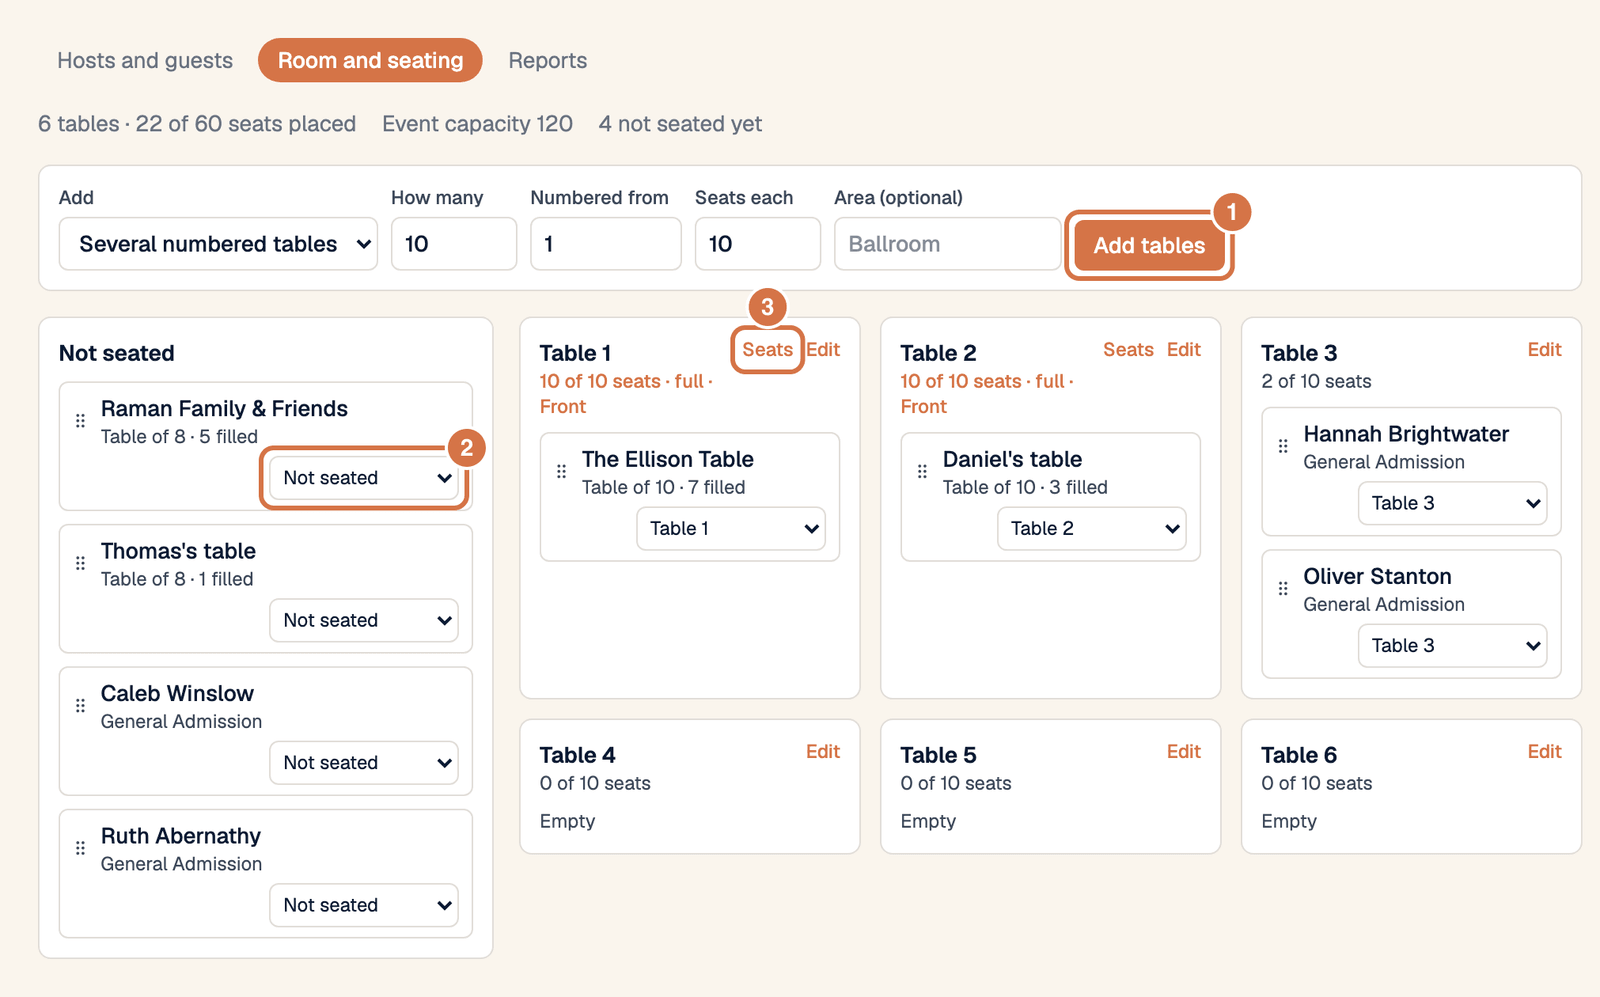 Hosts and guests
Room and seating
Reports
6 tables · 22 of 60 seats placed
Event capacity 120
4 not seated yet
Add
How many
Numbered from
Seats each
Area (optional)
Several numbered tables
10
1
10
Ballroom
Add tables
1
Not seated
Raman Family & Friends
Table of 8 · 5 filled
Not seated
2
Thomas's table
Table of 8 · 1 filled
Not seated
Caleb Winslow
General Admission
Not seated
Ruth Abernathy
General Admission
Not seated
3
Table 1
Seats
Edit
10 of 10 seats · full ·
Front
The Ellison Table
Table of 10 · 7 filled
Table 1
Table 2
Seats
Edit
10 of 10 seats · full ·
Front
Daniel's table
Table of 10 · 3 filled
Table 2
Table 3
Edit
2 of 10 seats
Hannah Brightwater
General Admission
Table 3
Oliver Stanton
General Admission
Table 3
Table 4
Edit
0 of 10 seats
Empty
Table 5
Edit
0 of 10 seats
Empty
Table 6
Edit
0 of 10 seats
Empty